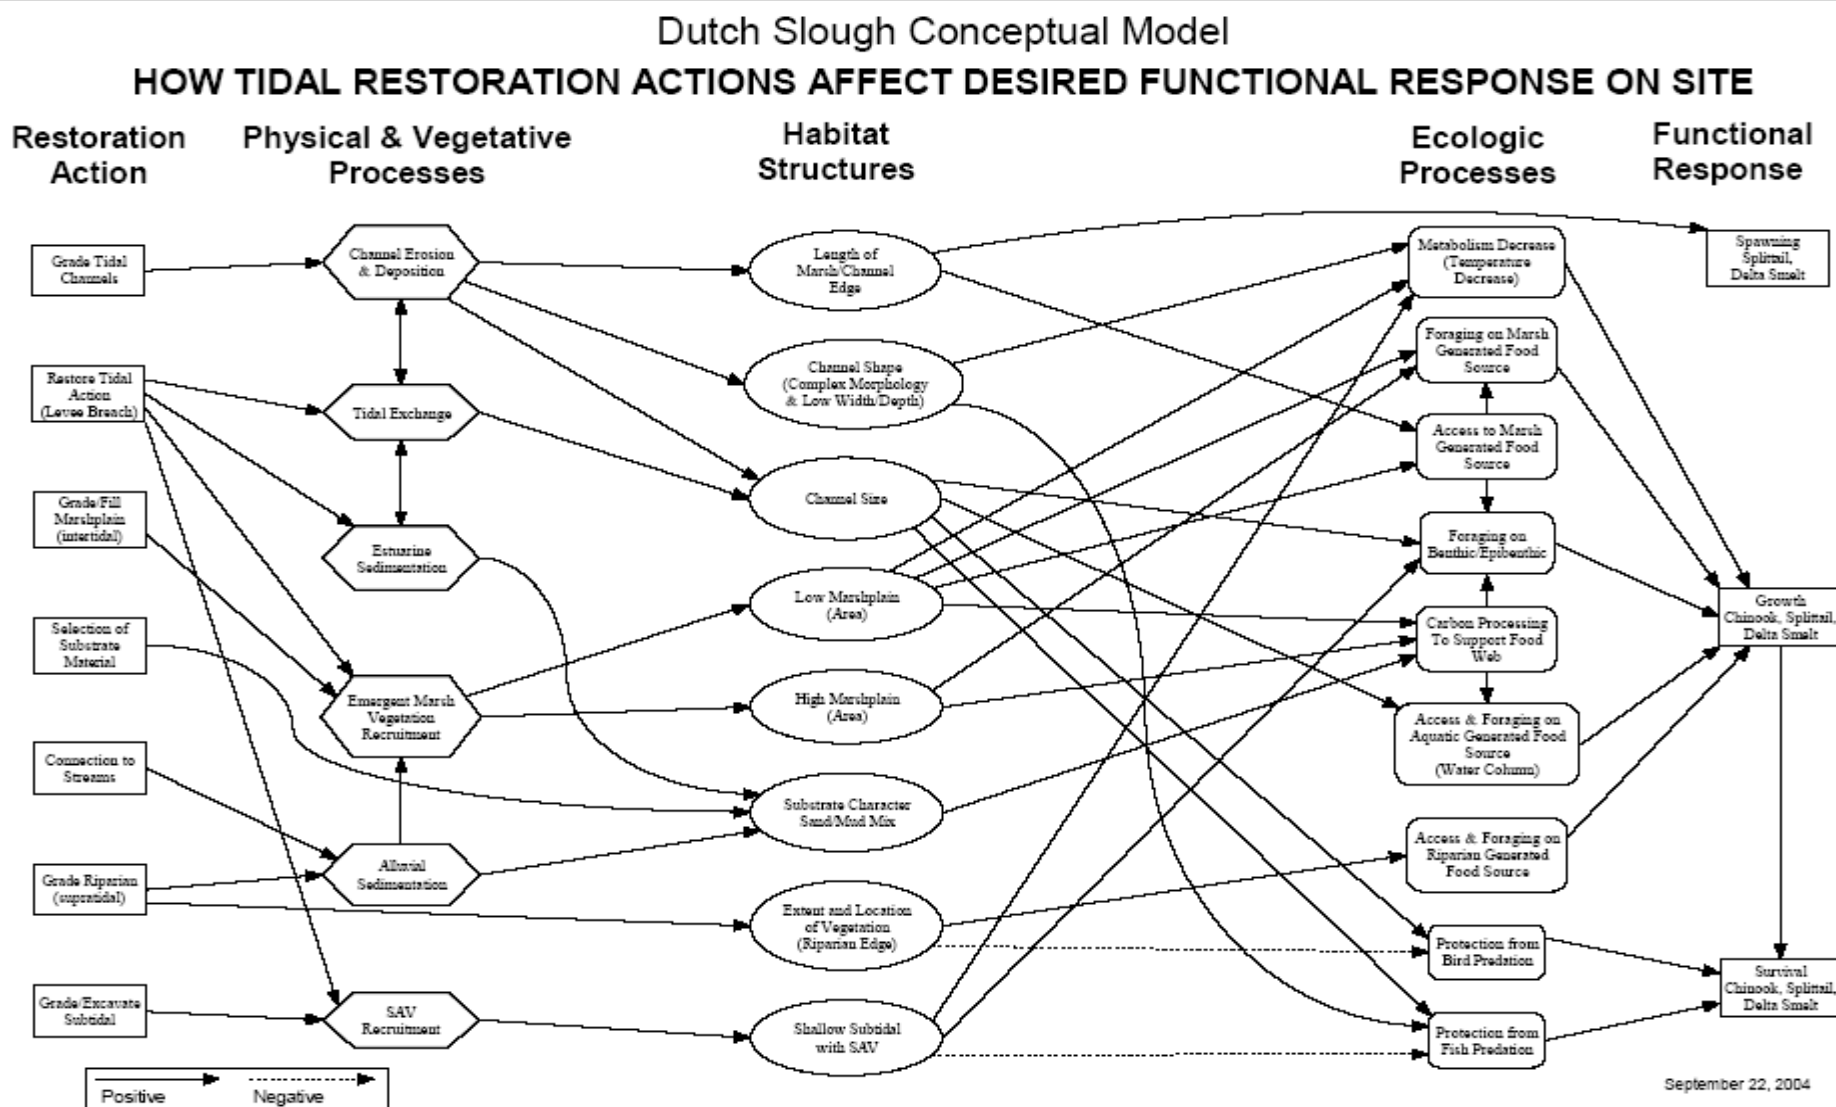 Dutch Slough Conceptual Model
HOW TIDAL RESTORATION ACTIONS AFFECT DESIRED FUNCTIONAL RESPONSE ON SITE
Restoration
Action
Physical & Vegetative
Processes
Habitat
Structures
Ecologic
Processes
Functional
Response
Grade Tidal
Channels
Restore Tidal
Action
(Levee Breach)
Grade/Fill
Marshplain
(intertidal)
Selection of
Substrate
Material
Connection to
Streams
Grade Riparian
(supratidal)
Grade/Excavate
Subtidal
Channel Erosion
& Deposition
Tidal Exchange
Estuarine
Sedimentation
Emergent Marsh
Vegetation
Recruitment
Alluvial
Sedimentation
SAV
Recruitment
Length of
Marsh/Channel
Edge
Channel Shape
(Complex Morphology
& Low Width/Depth)
Channel Size
Low Marshplain
(Area)
High Marshplain
(Area)
Substrate Character
Sand/Mud Mix
Extent and Location
of Vegetation
(Riparian Edge)
Shallow Subtidal
with SAV
Metabolism Decrease
(Temperature
Decrease)
Foraging on Marsh
Generated Food
Source
Access to Marsh
Generated Food
Source
Foraging on
Benthic/Epibenthic
Carbon Processing
To Support Food
Web
Access & Foraging on
Aquatic Generated Food
Source
(Water Column)
Access & Foraging on
Riparian Generated
Food Source
Protection from
Bird Predation
Protection from
Fish Predation
Spawning
Splittail,
Delta Smelt
Growth
Chinook, Splittail,
Delta Smelt
Survival
Chinook, Splittail,
Delta Smelt
Positive
Negative
September 22, 2004